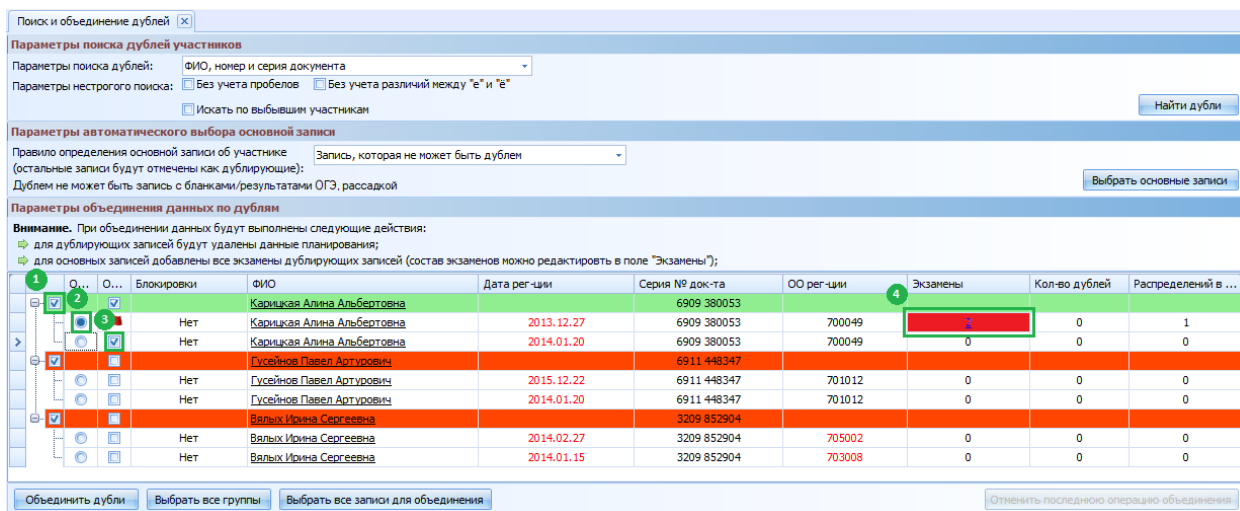 Поиск и объединение дублей
Параметры поиска дублей участников
Параметры поиска дублей: ФИО, номер и серия документа
Параметры нестрогого поиска: Без учета пробелов Без учета различий между "е" и "ё"
Искать по выбывшим участникам Найти дубли
Параметры автоматического выбора основной записи
Правило определения основной записи об участнике Запись, которая не может быть дублем
(остальные записи будут отмечены как дублирующие):
Дублем не может быть запись с бланками/результатами ОГЭ, рассадкой Выбрать основные записи
Параметры объединения данных по дублям
Внимание. При объединении данных будут выполнены следующие действия:
для дублирующих записей будут удалены данные планирования;
для основных записей добавлены все экзамены дублирующих записей (состав экзаменов можно редактировть в поле "Экзамены");
О... О... Блокировки ФИО Дата рег-ции Серия № док-та ОО рег-ции Экзамены Кол-во дублей Распределений в ...
1 2 Карицкая Алина Альбертовна 6909 380053 4
3 Нет Карицкая Алина Альбертовна 2013.12.27 6909 380053 700049 0 1
Нет Карицкая Алина Альбертовна 2014.01.20 6909 380053 700049 0 0 0
Гусейнов Павел Артурович 6911 448347
Нет Гусейнов Павел Артурович 2015.12.22 6911 448347 701012 0 0 0
Нет Гусейнов Павел Артурович 2014.01.20 6911 448347 701012 0 0 0
Вялых Ирина Сергеевна 3209 852904
Нет Вялых Ирина Сергеевна 2014.02.27 3209 852904 705002 0 0 0
Нет Вялых Ирина Сергеевна 2014.01.15 3209 852904 703008 0 0 0
Объединить дубли Выбрать все группы Выбрать все записи для объединения Отменить последнюю операцию объединения